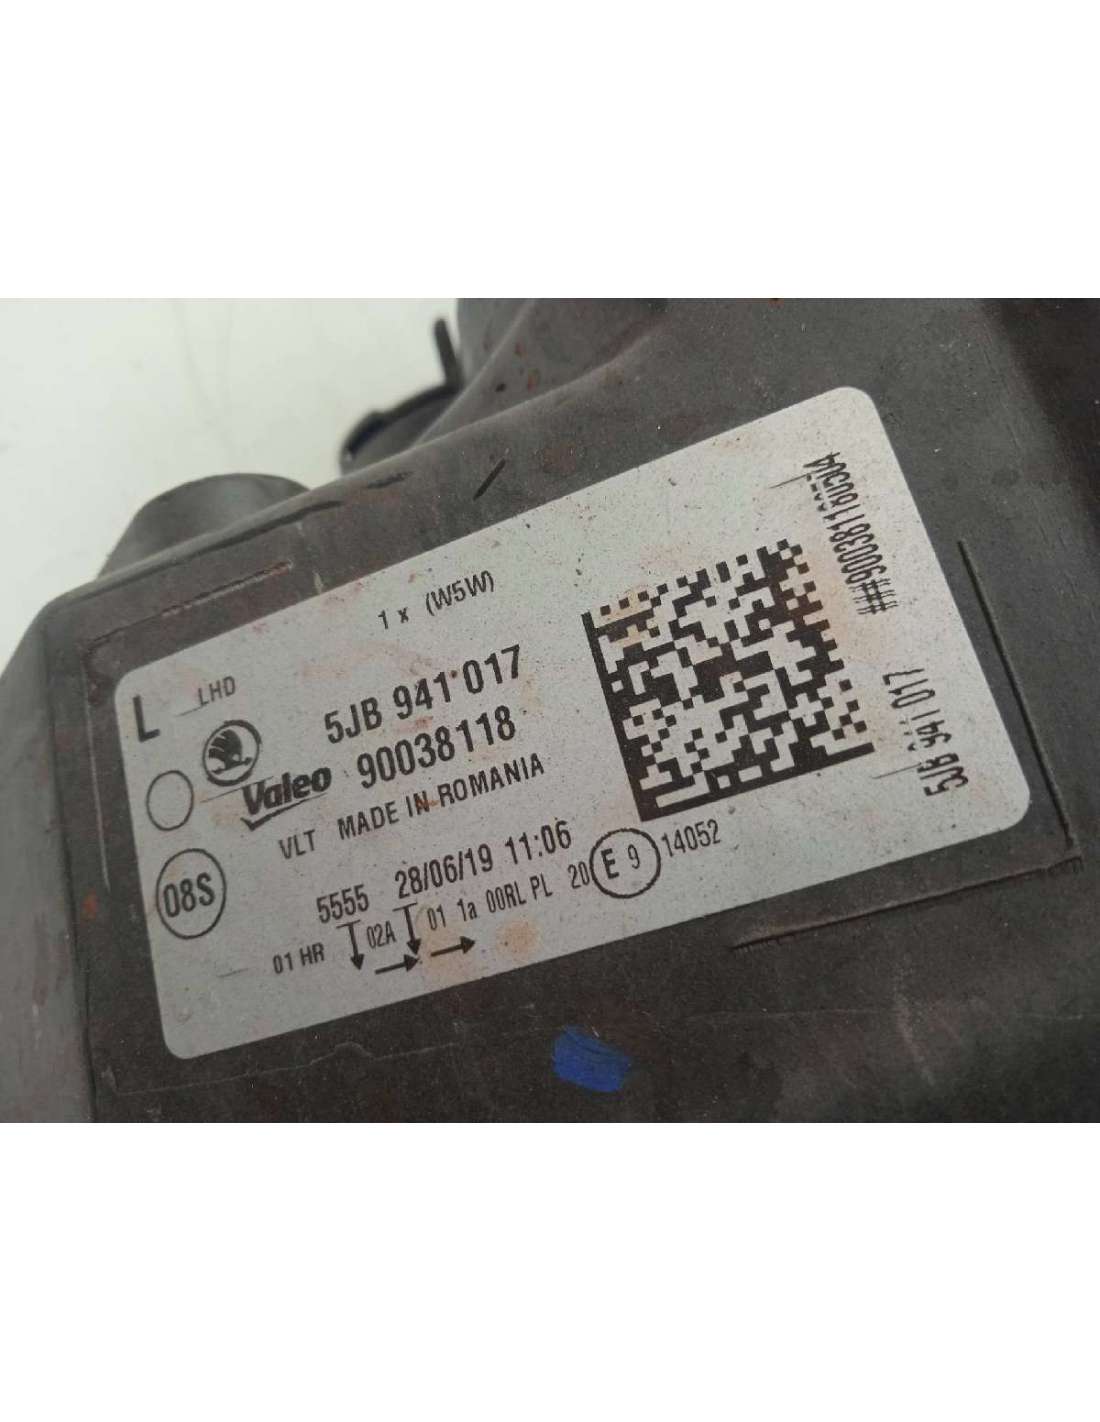 1 x (W5W)
L LHD
5JB 941 017
Valeo 90038118
VLT MADE IN ROMANIA
08S
5555 28/06/19 11:06
01 HR 02A 01 1a 00RL PL 20 E 9 14052
5JB 941 017